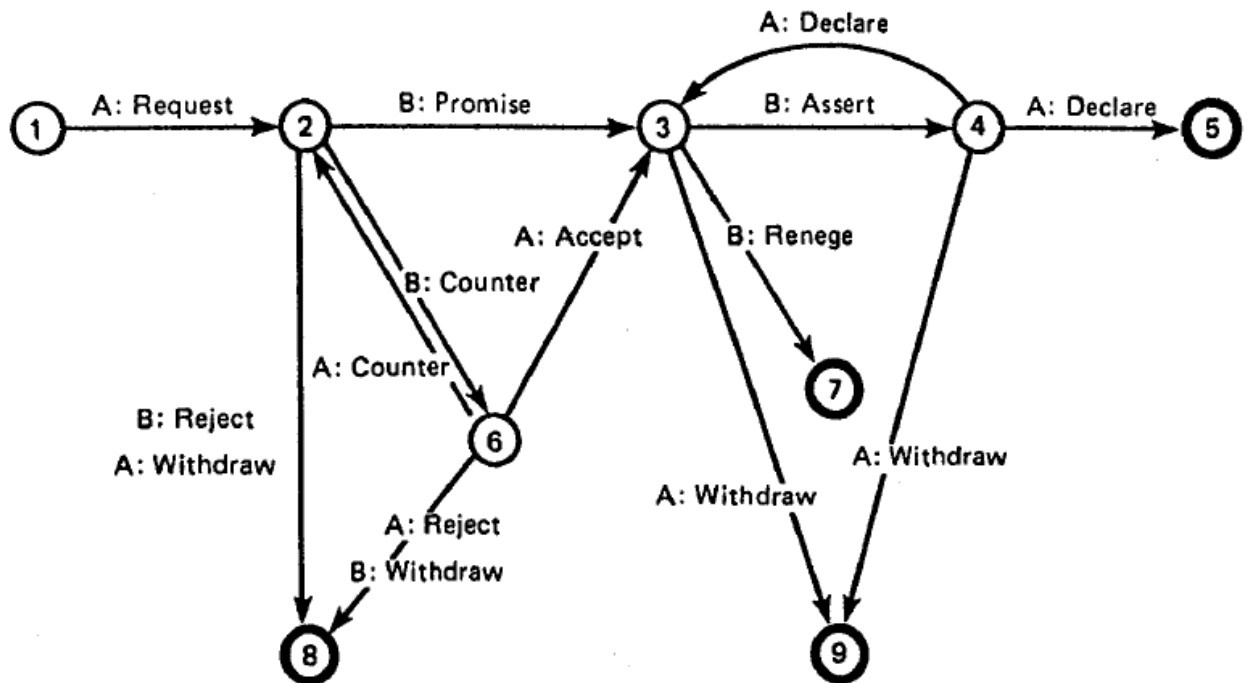 A: Declare
A: Request
B: Promise
B: Assert
A: Declare
1
2
3
4
5
A: Accept
B: Renege
B: Counter
A: Counter
7
B: Reject
6
A: Withdraw
A: Withdraw
A: Withdraw
A: Reject
B: Withdraw
8
9